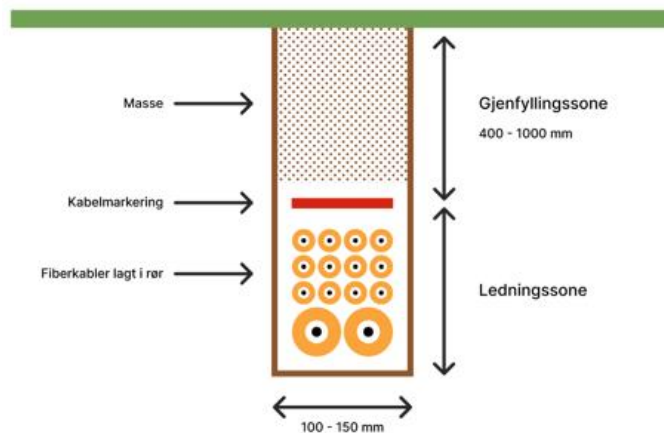 Masse
Gjenfyllingssone
400 - 1000 mm
Kabelmarkering
Fiberkabler lagt i rør
Ledningssone
100 - 150 mm